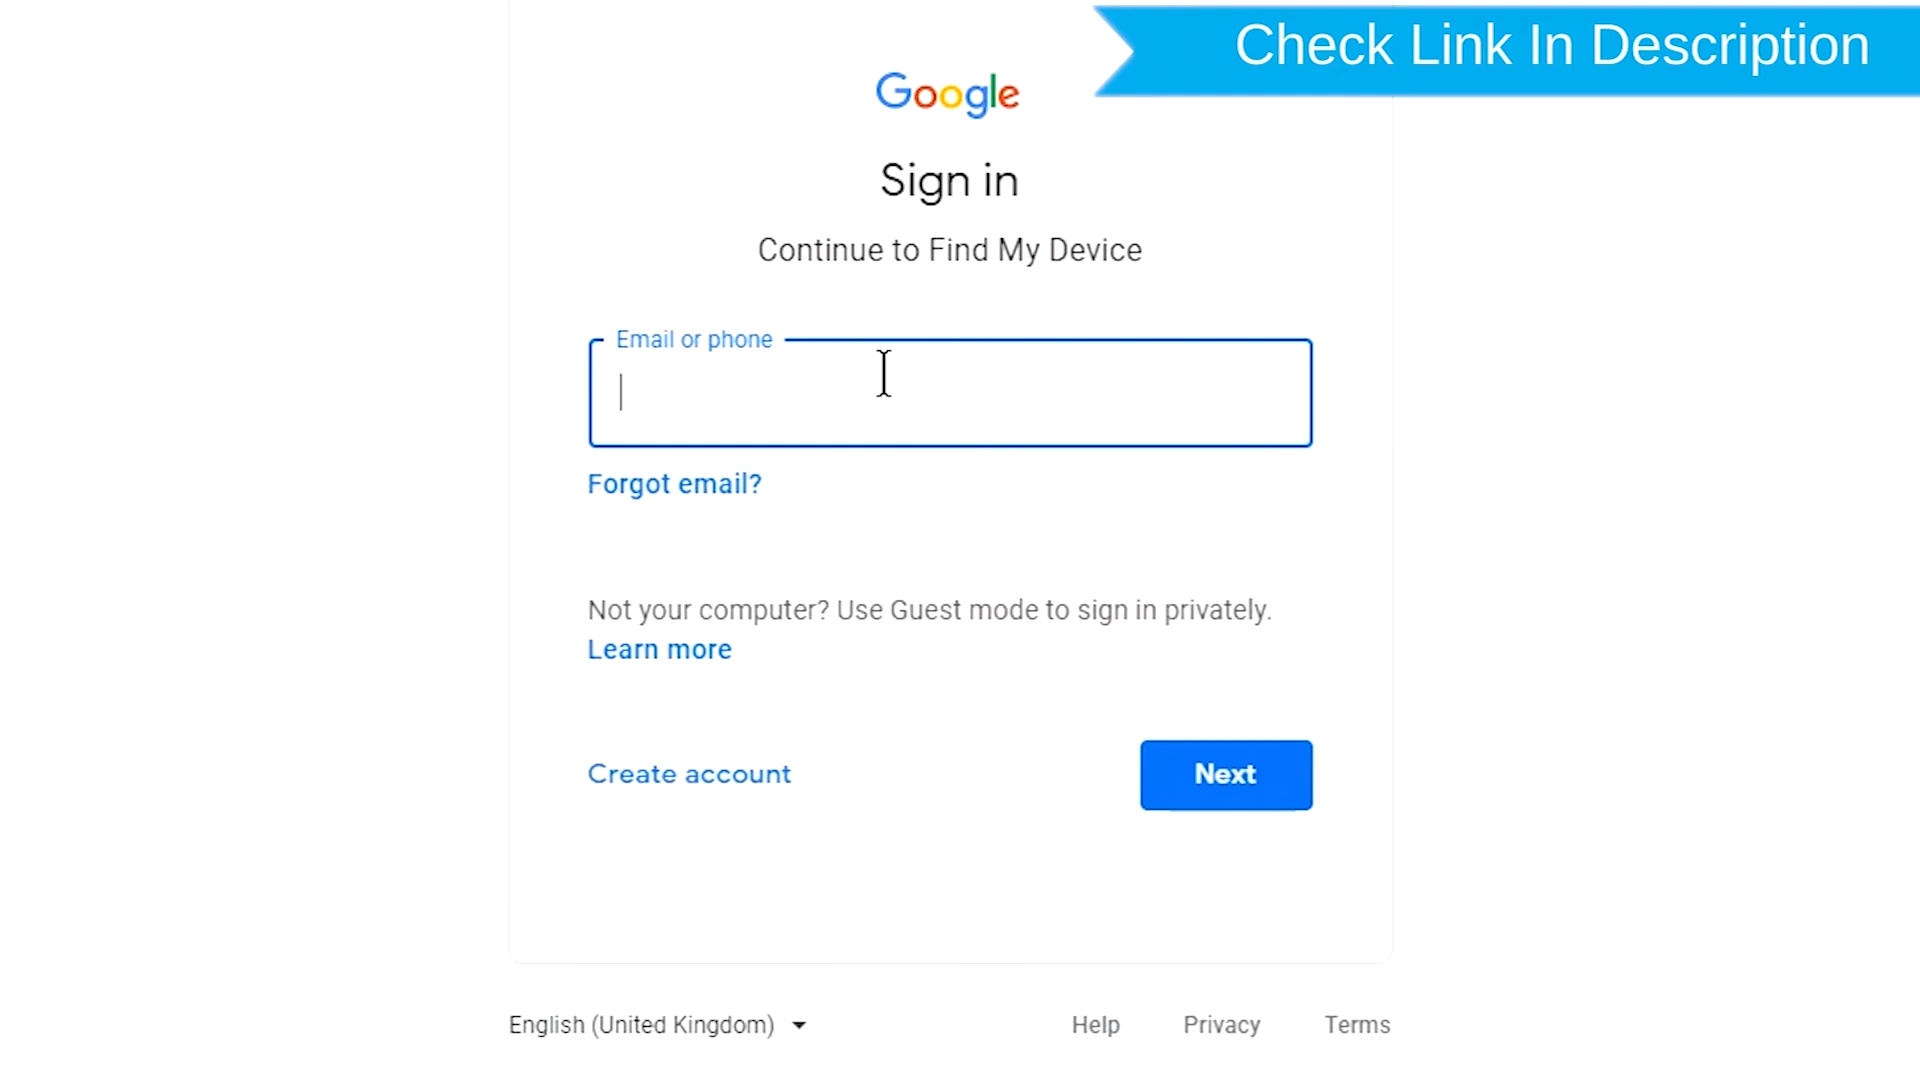 Check Link In Description
Google
Sign in
Continue to Find My Device
Email or phone
Forgot email?
Not your computer? Use Guest mode to sign in privately.
Learn more
Create account
Next
English (United Kingdom)
Help
Privacy
Terms